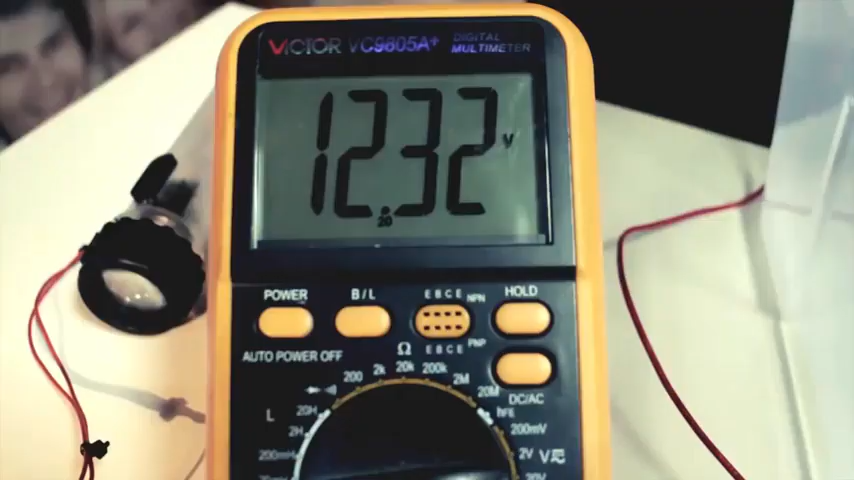 VICTOR VC9805A+ DIGITAL MULTIMETER
12.32 V
20
POWER B/L E B C E NPN HOLD
E B C E PNP
AUTO POWER OFF
DC/AC
Ω
200 2k 20k 200k 2M 20M
hFE
L 20H
2H
200mH
200mV
2V V
20V